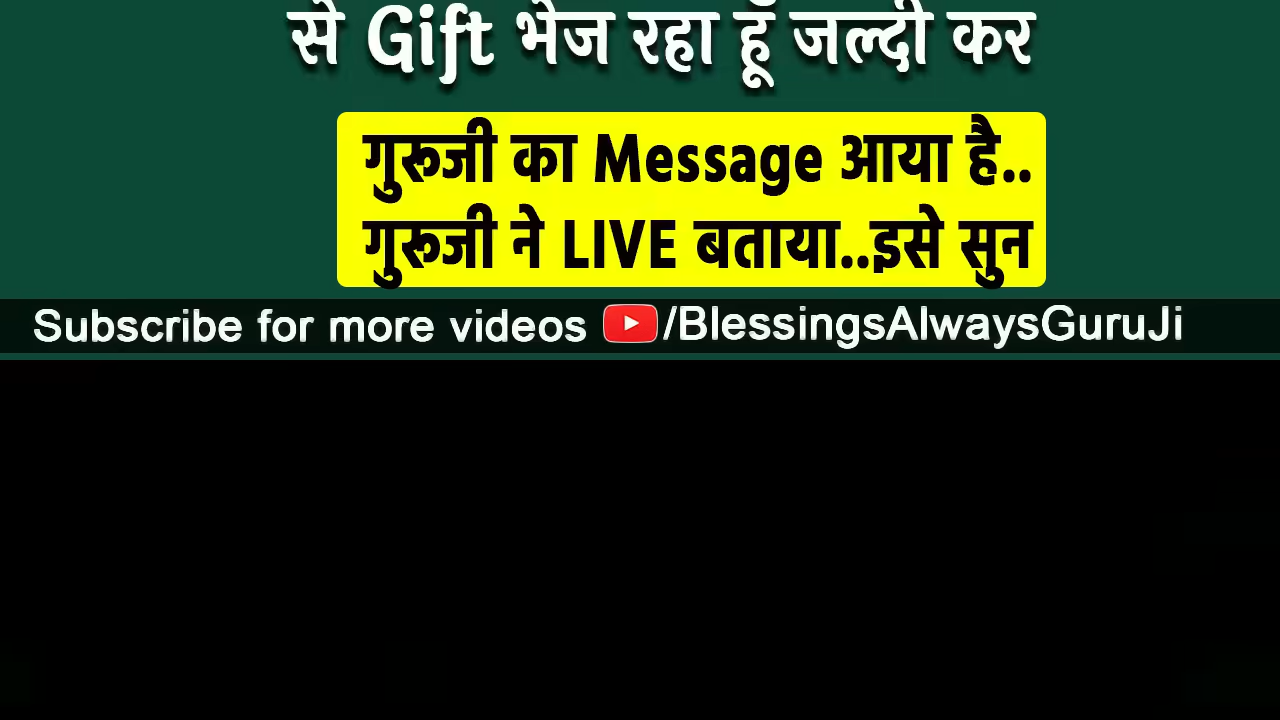 से Gift भेज रहा हूँ जल्दी कर
गुरूजी का Message आया है..
गुरूजी ने LIVE बताया..इसे सुन
Subscribe for more videos /BlessingsAlwaysGuruJi